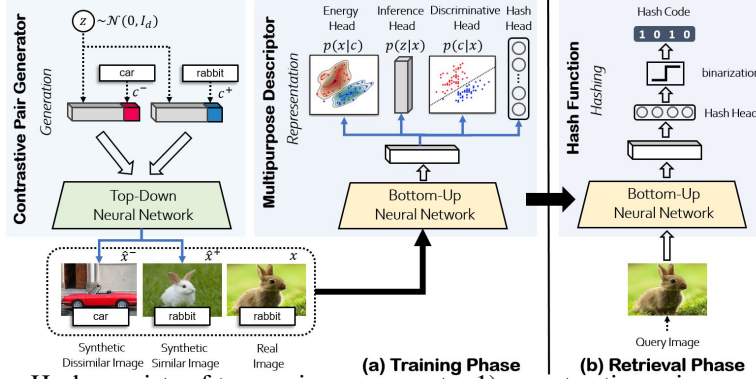 Contrastive Pair Generator
Generation
z ~N(0, I_d)
car
rabbit
c⁻
c⁺
Top-Down
Neural Network
x̂⁻
x̂⁺
x
car
rabbit
rabbit
Synthetic
Dissimilar Image
Synthetic
Similar Image
Real
Image
Multipurpose Descriptor
Representation
Energy
Head
p(x|c)
Inference
Head
p(z|x)
Discriminative
Head
p(c|x)
Hash
Head
Bottom-Up
Neural Network
(a) Training Phase
Hash Function
Hashing
Hash Code
1 0 1 0
binarization
Hash Head
Bottom-Up
Neural Network
Query Image
(b) Retrieval Phase